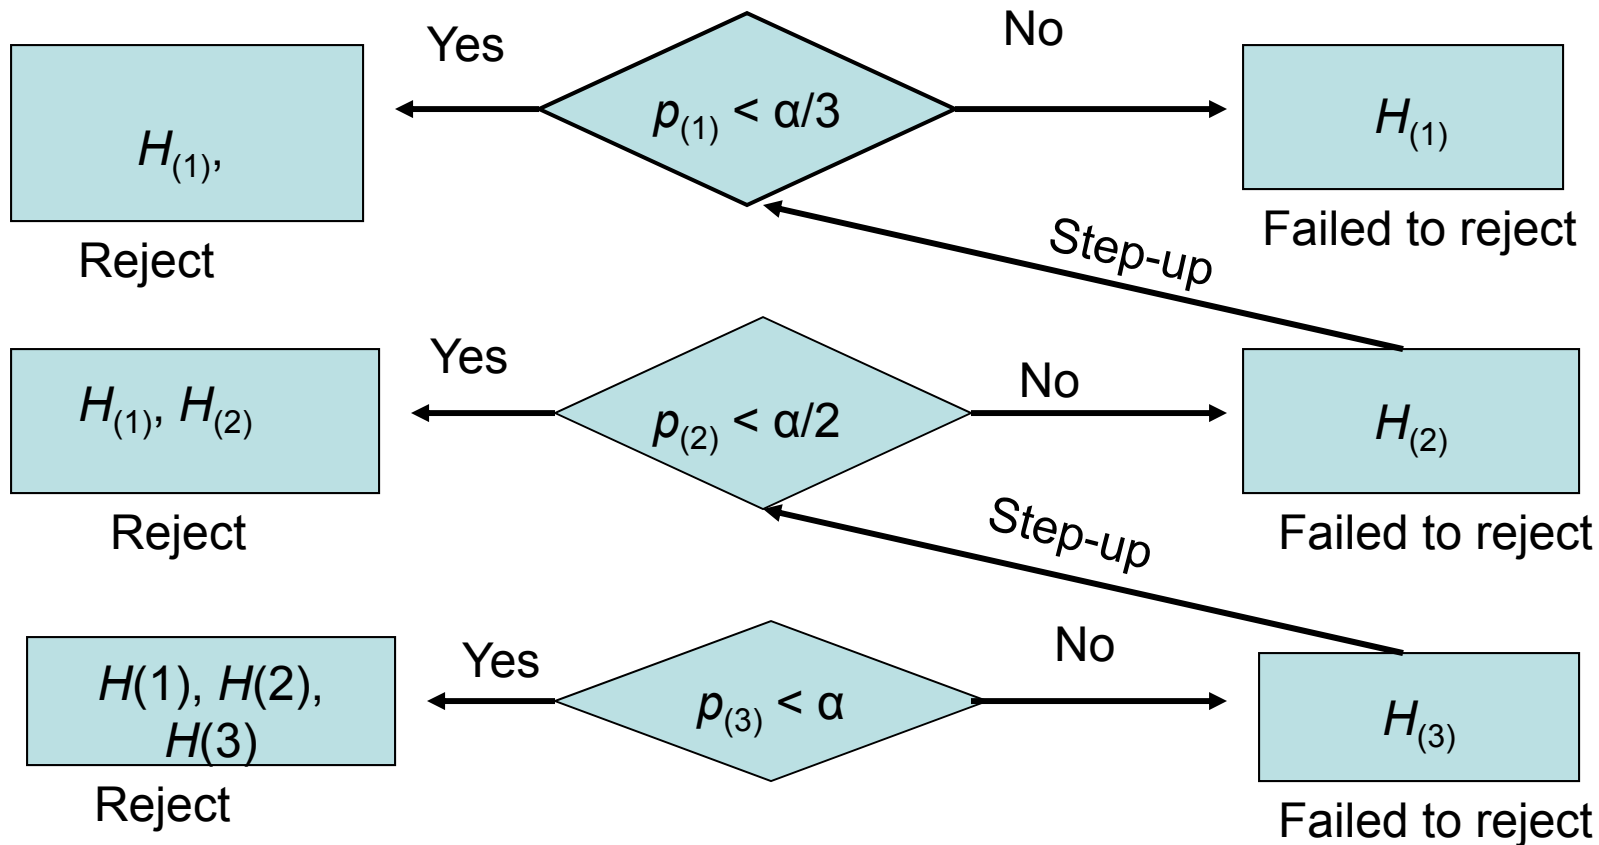 Yes
No
p(1) < α/3
H(1),
H(1)
Reject
Failed to reject
Step-up
Yes
No
H(1), H(2)
p(2) < α/2
H(2)
Reject
Failed to reject
Step-up
Yes
No
H(1), H(2),
H(3)
p(3) < α
H(3)
Reject
Failed to reject